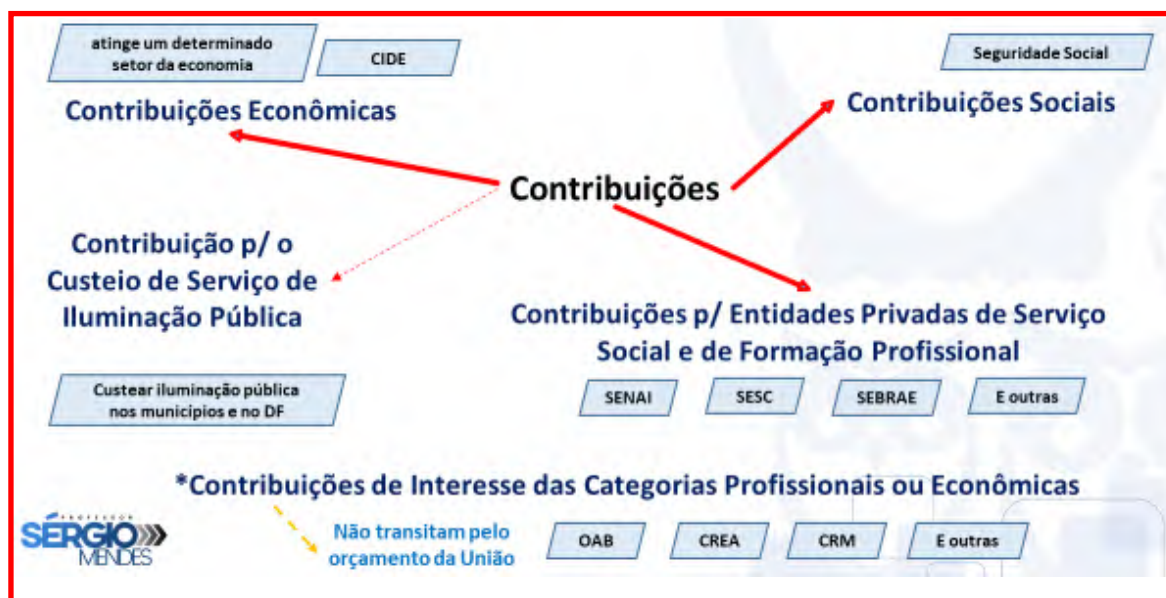 atinge um determinado
setor da economia
CIDE
Contribuições Econômicas
Seguridade Social
Contribuições Sociais
Contribuições
Contribuição p/ o
Custeio de Serviço de
Iluminação Pública
Custear iluminação pública
nos municipios e no DF
Contribuições p/ Entidades Privadas de Serviço
Social e de Formação Profissional
SENAI
SESC
SEBRAE
E outras
*Contribuições de Interesse das Categorias Profissionais ou Econômicas
Não transitam pelo
orçamento da União
OAB
CREA
CRM
E outras
PROFESSOR
SÉRGIO
MENDES